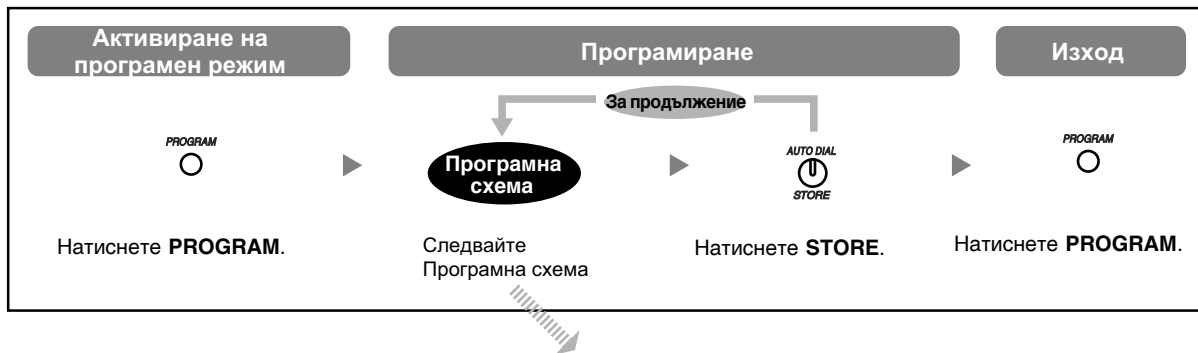 Активиране на
програмен режим
Програмиране
Изход
За продължение
PROGRAM
Програмна
схема
AUTO DIAL
STORE
PROGRAM
Натиснете PROGRAM.
Следвайте
Програмна схема
Натиснете STORE.
Натиснете PROGRAM.